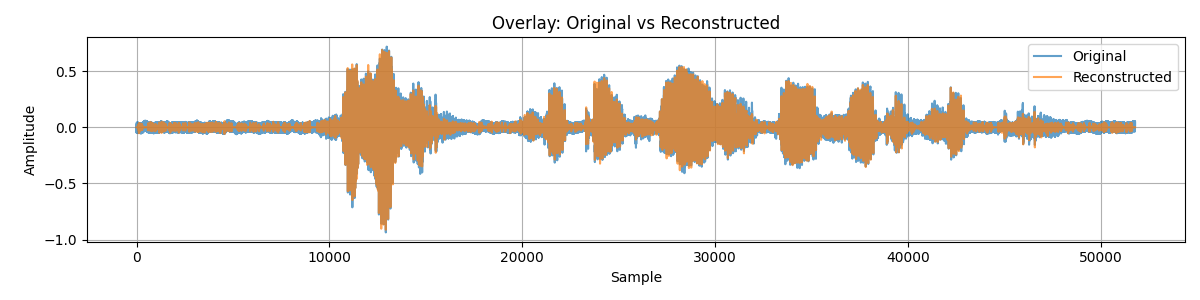 Overlay: Original vs Reconstructed
Original
Reconstructed
Amplitude
0.5
0.0
−0.5
−1.0
0
10000
20000
30000
40000
50000
Sample